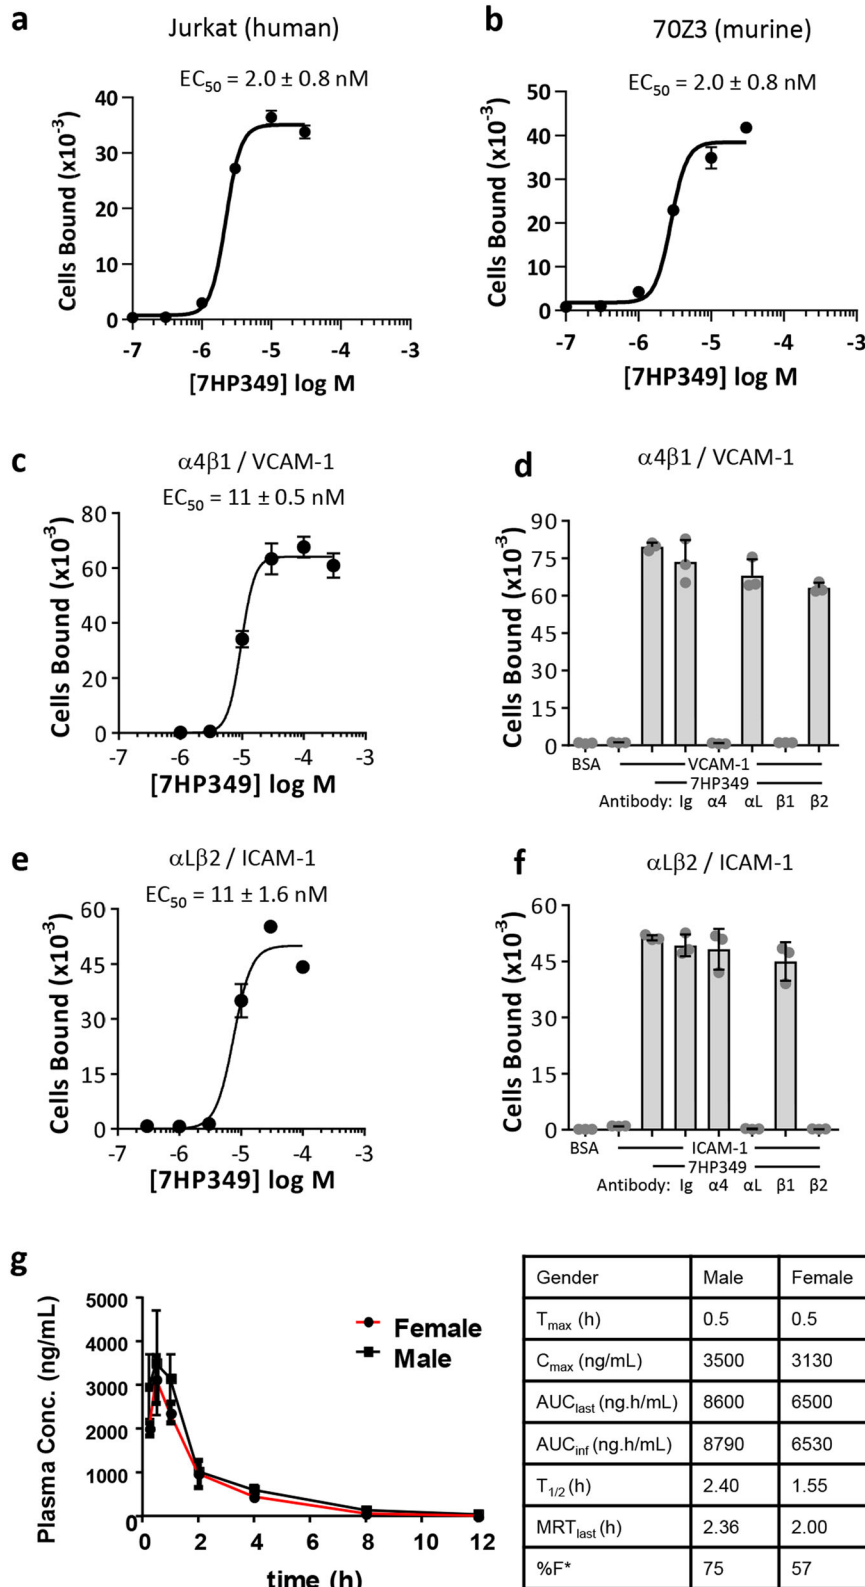 a
Jurkat (human)
EC50 = 2.0 ± 0.8 nM
Cells Bound (x10-3)
40
30
20
10
0
-7 -6 -5 -4 -3
[7HP349] log M
b
70Z3 (murine)
EC50 = 2.0 ± 0.8 nM
Cells Bound (x10-3)
50
40
30
20
10
0
-7 -6 -5 -4 -3
[7HP349] log M
c
α4β1 / VCAM-1
EC50 = 11 ± 0.5 nM
Cells Bound (x10-3)
80
60
40
20
0
-7 -6 -5 -4 -3
[7HP349] log M
d
α4β1 / VCAM-1
Cells Bound (x10-3)
90
75
60
45
30
15
0
BSA VCAM-1
7HP349
Antibody: Ig α4 αL β1 β2
e
αLβ2 / ICAM-1
EC50 = 11 ± 1.6 nM
Cells Bound (x10-3)
60
45
30
15
0
-7 -6 -5 -4 -3
[7HP349] log M
f
αLβ2 / ICAM-1
Cells Bound (x10-3)
60
45
30
15
0
BSA ICAM-1
7HP349
Antibody: Ig α4 αL β1 β2
g
Plasma Conc. (ng/mL)
5000
4000
3000
2000
1000
0
0 2 4 6 8 10 12
time (h)
Female
Male
Gender Male Female
Tmax (h) 0.5 0.5
Cmax (ng/mL) 3500 3130
AUClast (ng.h/mL) 8600 6500
AUCinf (ng.h/mL) 8790 6530
T1/2 (h) 2.40 1.55
MRTlast (h) 2.36 2.00
%F* 75 57